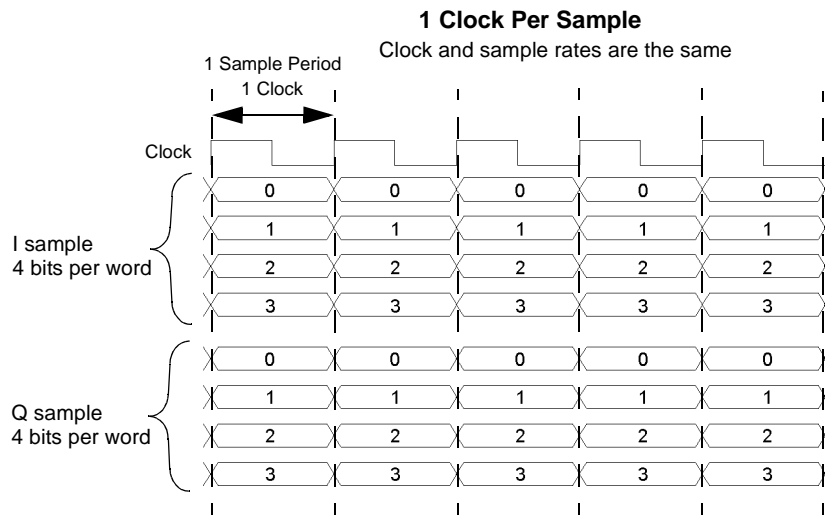 1 Clock Per Sample
Clock and sample rates are the same
1 Sample Period
1 Clock
Clock
I sample
4 bits per word
0 0 0 0 0
1 1 1 1 1
2 2 2 2 2
3 3 3 3 3
Q sample
4 bits per word
0 0 0 0 0
1 1 1 1 1
2 2 2 2 2
3 3 3 3 3